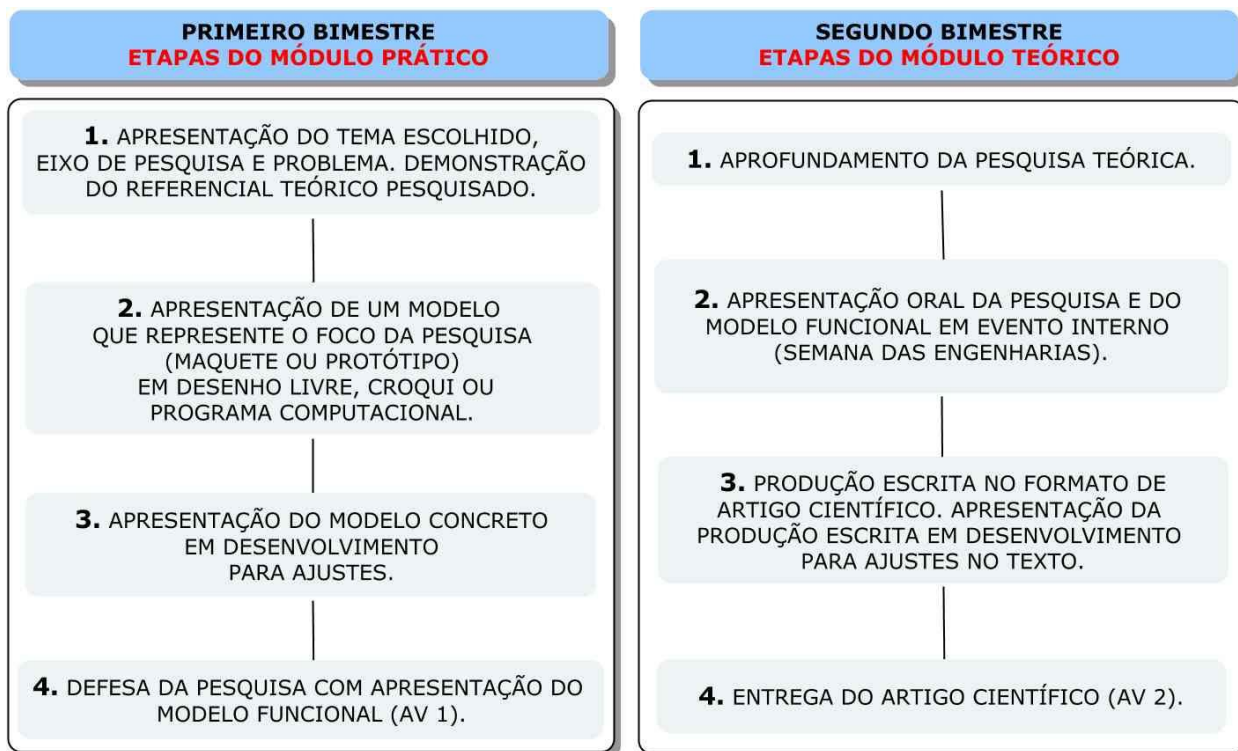 PRIMEIRO BIMESTRE
ETAPAS DO MÓDULO PRÁTICO
1. APRESENTAÇÃO DO TEMA ESCOLHIDO,
EIXO DE PESQUISA E PROBLEMA. DEMONSTRAÇÃO
DO REFERENCIAL TEÓRICO PESQUISADO.
2. APRESENTAÇÃO DE UM MODELO
QUE REPRESENTE O FOCO DA PESQUISA
(MAQUETE OU PROTÓTIPO)
EM DESENHO LIVRE, CROQUI OU
PROGRAMA COMPUTACIONAL.
3. APRESENTAÇÃO DO MODELO CONCRETO
EM DESENVOLVIMENTO
PARA AJUSTES.
4. DEFESA DA PESQUISA COM APRESENTAÇÃO DO
MODELO FUNCIONAL (AV 1).
SEGUNDO BIMESTRE
ETAPAS DO MÓDULO TEÓRICO
1. APROFUNDAMENTO DA PESQUISA TEÓRICA.
2. APRESENTAÇÃO ORAL DA PESQUISA E DO
MODELO FUNCIONAL EM EVENTO INTERNO
(SEMANA DAS ENGENHARIAS).
3. PRODUÇÃO ESCRITA NO FORMATO DE
ARTIGO CIENTÍFICO. APRESENTAÇÃO DA
PRODUÇÃO ESCRITA EM DESENVOLVIMENTO
PARA AJUSTES NO TEXTO.
4. ENTREGA DO ARTIGO CIENTÍFICO (AV 2).